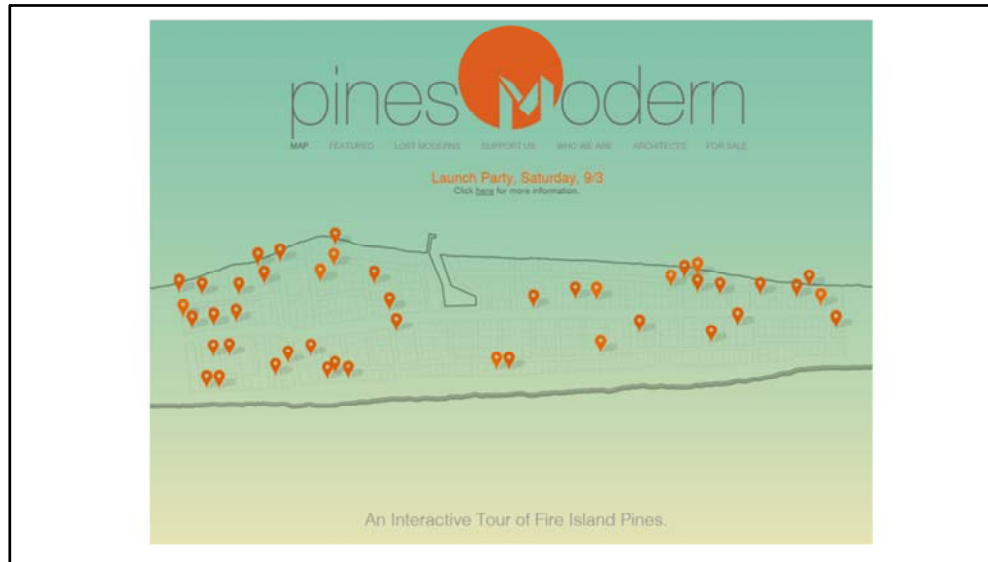 pines Modern
MAP FEATURED LOST MODERNS SUPPORT US WHO WE ARE ARCHITECTS FOR SALE
Launch Party, Saturday, 9/3
Click here for more information.
An Interactive Tour of Fire Island Pines.